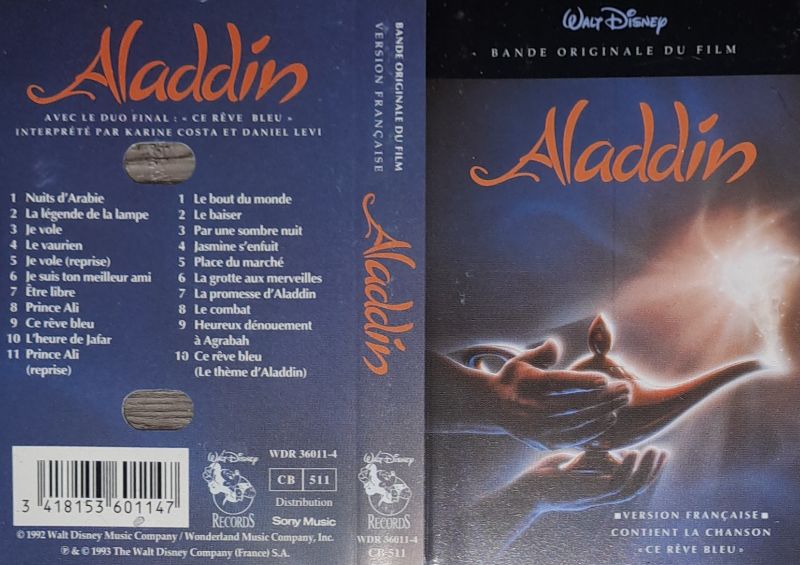 Aladdin
AVEC LE DUO FINAL : « CE RÊVE BLEU »
INTERPRÉTÉ PAR KARINE COSTA ET DANIEL LEVI
1 Nuits d'Arabie
2 La légende de la lampe
3 Je vole
4 Le vaurien
5 Je vole (reprise)
6 Je suis ton meilleur ami
7 Être libre
8 Prince Ali
9 Ce rêve bleu
10 L'heure de Jafar
11 Prince Ali
(reprise)
1 Le bout du monde
2 Le baiser
3 Par une sombre nuit
4 Jasmine s'enfuit
5 Place du marché
6 La grotte aux merveilles
7 La promesse d'Aladdin
8 Le combat
9 Heureux dénouement
à Agrabah
10 Ce rêve bleu
(Le thème d'Aladdin)
3 418153 601147
WALT DISNEY
RECORDS
WDR 36011-4
CB 511
Distribution
Sony Music
© 1992 Walt Disney Music Company / Wonderland Music Company, Inc.
℗ & © 1993 The Walt Disney Company (France) S.A.
BANDE ORIGINALE DU FILM
VERSION FRANÇAISE
Aladdin
WALT DISNEY
RECORDS
WDR 36011-4
CB 511
WALT DISNEY
BANDE ORIGINALE DU FILM
Aladdin
■VERSION FRANÇAISE■
CONTIENT LA CHANSON
«CE RÊVE BLEU»